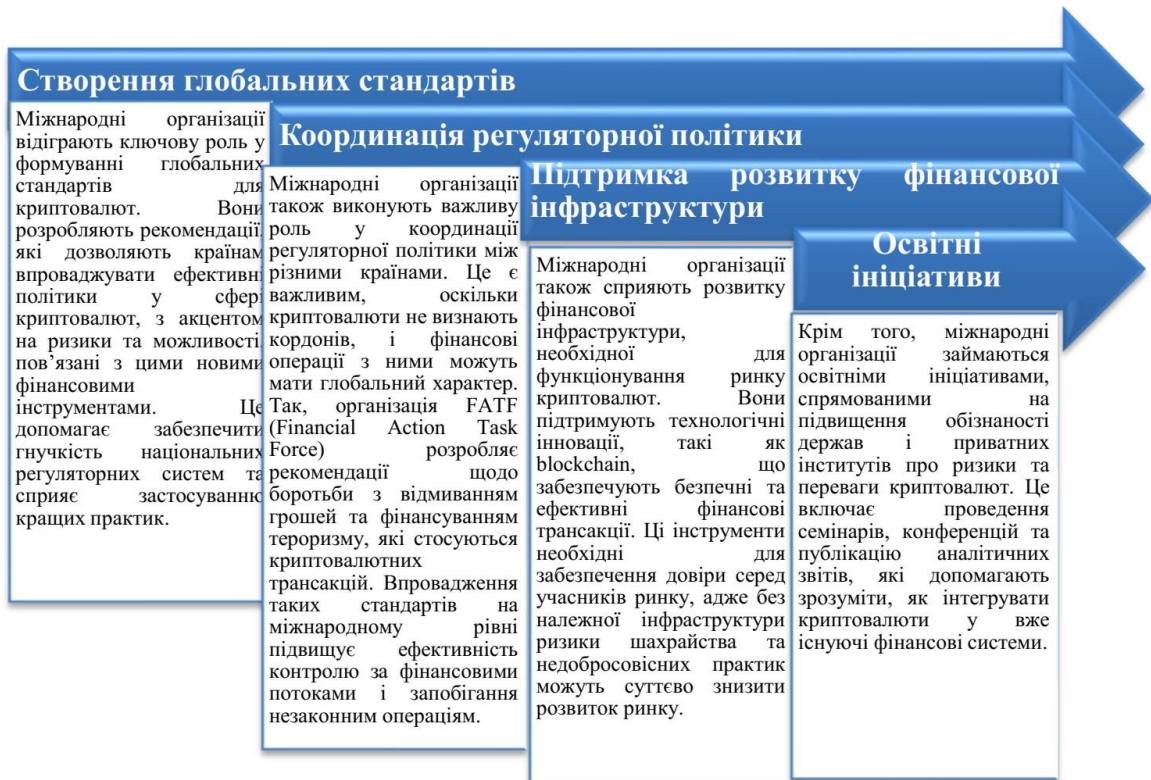 Створення глобальних стандартів
Міжнародні організації
відіграють ключову роль у
формуванні глобальних
стандартів для
криптовалют. Вони
розробляють рекомендації,
які дозволяють країнам
впроваджувати ефективні
політики у сфері
криптовалют, з акцентом
на ризики та можливості,
пов’язані з цими новими
фінансовими
інструментами. Це
допомагає забезпечити
гнучкість національних
регуляторних систем та
сприяє застосуванню
кращих практик.
Координація регуляторної політики
Міжнародні організації
також виконують важливу
роль у координації
регуляторної політики між
різними країнами. Це є
важливим, оскільки
криптовалюти не визнають
кордонів, і фінансові
операції з ними можуть
мати глобальний характер.
Так, організація FATF
(Financial Action Task
Force) розробляє
рекомендації щодо
боротьби з відмиванням
грошей та фінансуванням
тероризму, які стосуються
криптовалютних
трансакцій. Впровадження
таких стандартів на
міжнародному рівні
підвищує ефективність
контролю за фінансовими
потоками і запобігання
незаконним операціям.
Підтримка розвитку фінансової
інфраструктури
Міжнародні організації
також сприяють розвитку
фінансової
інфраструктури,
необхідної для
функціонування ринку
криптовалют. Вони
підтримують технологічні
інновації, такі як
blockchain, що
забезпечують безпечні та
ефективні фінансові
трансакції. Ці інструменти
необхідні для
забезпечення довіри серед
учасників ринку, адже без
належної інфраструктури
ризики шахрайства та
недобросовісних практик
можуть суттєво знизити
розвиток ринку.
Освітні
ініціативи
Крім того, міжнародні
організації займаються
освітніми ініціативами,
спрямованими на
підвищення обізнаності
держав і приватних
інститутів про ризики та
переваги криптовалют. Це
включає проведення
семінарів, конференцій та
публікацію аналітичних
звітів, які допомагають
зрозуміти, як інтегрувати
криптовалюти у вже
існуючі фінансові системи.